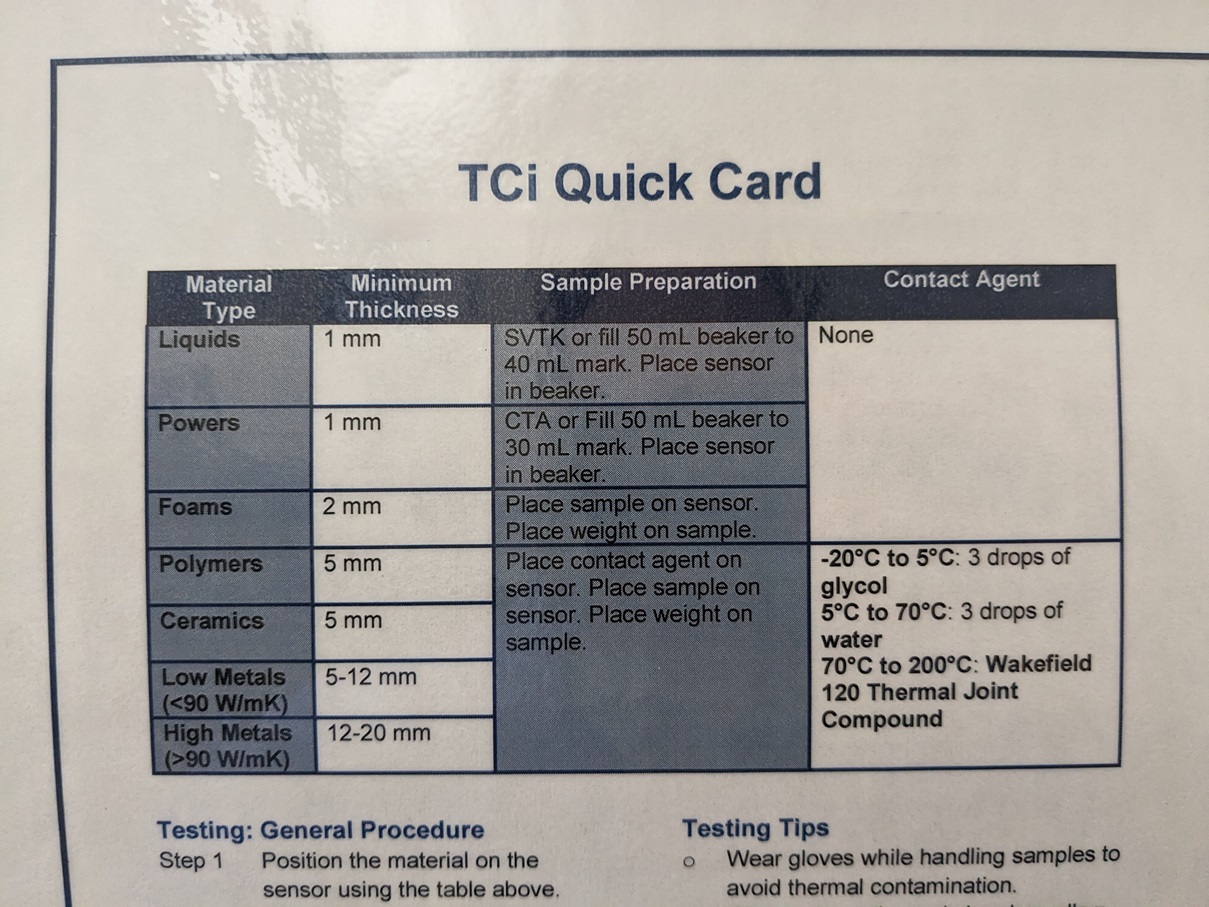 TCi Quick Card
Material
Type
Minimum
Thickness
Sample Preparation
Contact Agent
Liquids
1 mm
SVTK or fill 50 mL beaker to
40 mL mark. Place sensor
in beaker.
None
Powers
1 mm
CTA or Fill 50 mL beaker to
30 mL mark. Place sensor
in beaker.
Foams
2 mm
Place sample on sensor.
Place weight on sample.
Polymers
5 mm
Place contact agent on
sensor. Place sample on
sensor. Place weight on
sample.
-20°C to 5°C: 3 drops of
glycol
5°C to 70°C: 3 drops of
water
70°C to 200°C: Wakefield
120 Thermal Joint
Compound
Ceramics
5 mm
Low Metals
(<90 W/mK)
5-12 mm
High Metals
(>90 W/mK)
12-20 mm
Testing: General Procedure
Step 1 Position the material on the
sensor using the table above.
Testing Tips
o Wear gloves while handling samples to
avoid thermal contamination.